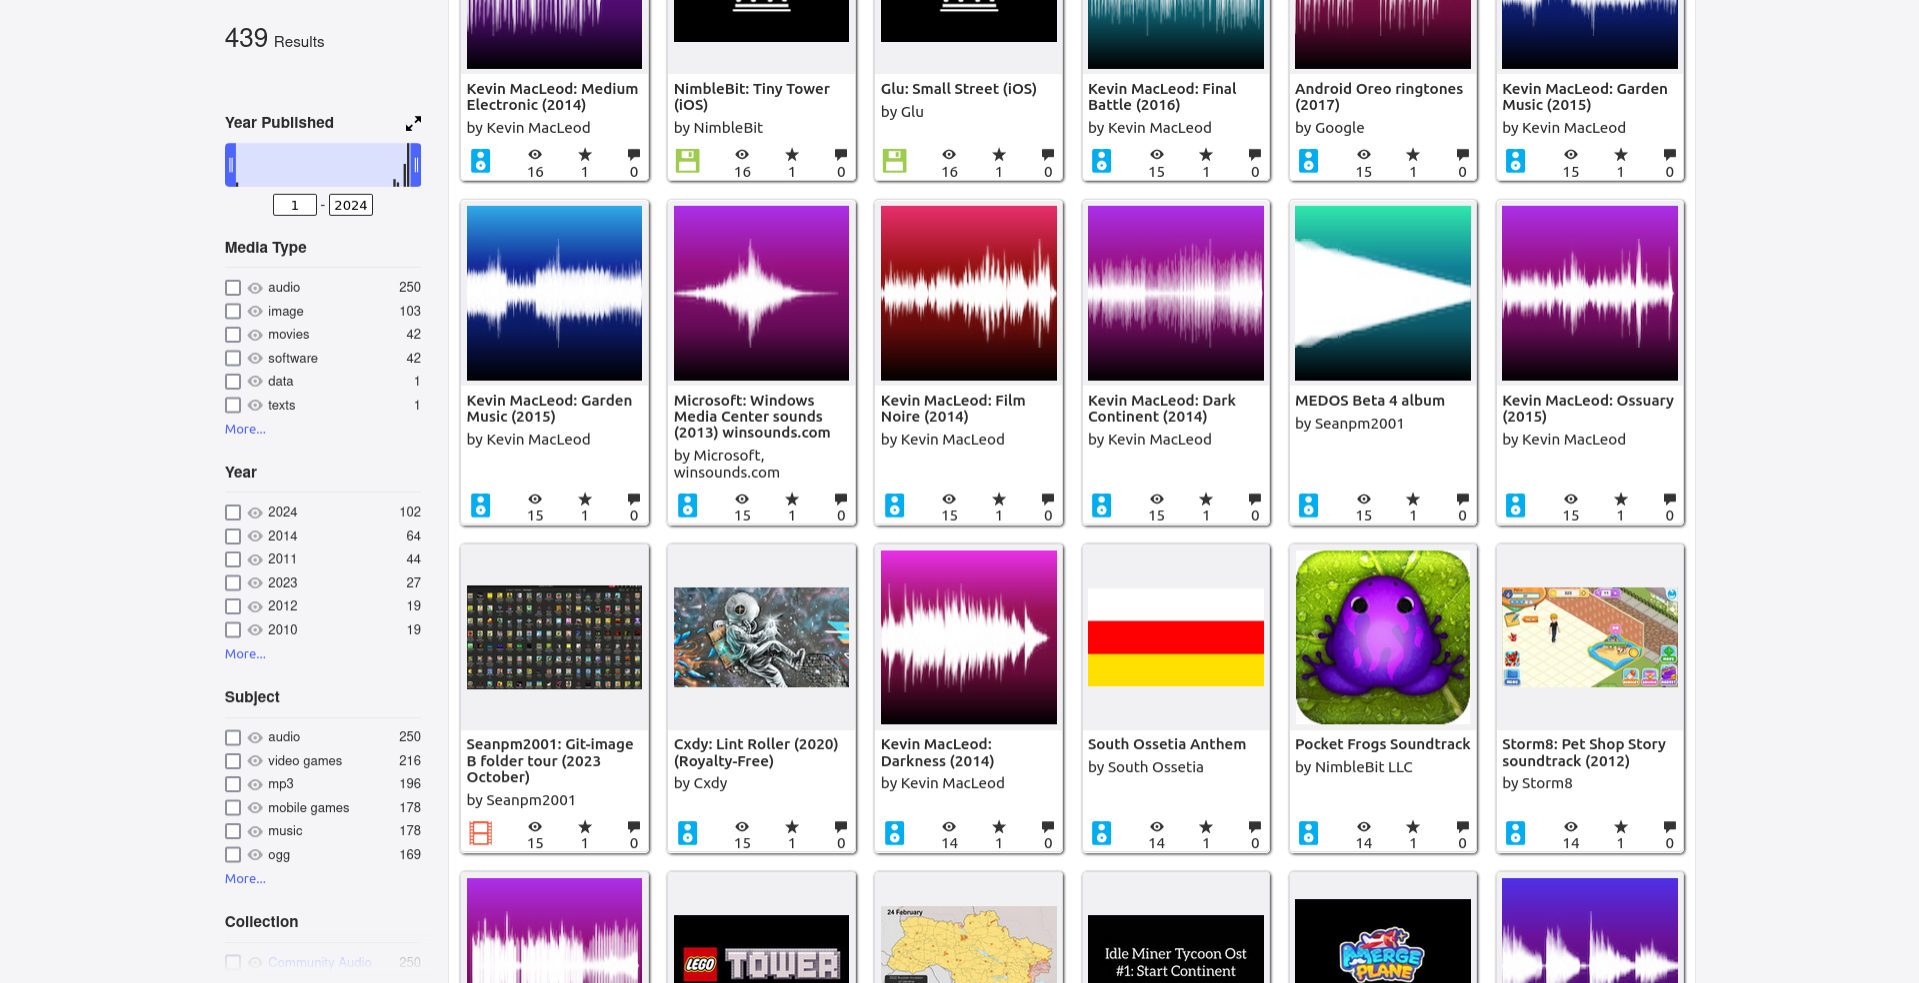 439 Results
Year Published
1 - 2024
Media Type
audio 250
image 103
movies 42
software 42
data 1
texts 1
More...
Year
2024 102
2014 64
2011 44
2023 27
2012 19
2010 19
More...
Subject
audio 250
video games 216
mp3 196
mobile games 178
music 178
ogg 169
More...
Collection
Community Audio 250
Kevin MacLeod: Medium
Electronic (2014)
by Kevin MacLeod
16 1 0
NimbleBit: Tiny Tower
(iOS)
by NimbleBit
16 1 0
Glu: Small Street (iOS)
by Glu
16 1 0
Kevin MacLeod: Final
Battle (2016)
by Kevin MacLeod
15 1 0
Android Oreo ringtones
(2017)
by Google
15 1 0
Kevin MacLeod: Garden
Music (2015)
by Kevin MacLeod
15 1 0
Kevin MacLeod: Garden
Music (2015)
by Kevin MacLeod
15 1 0
Microsoft: Windows
Media Center sounds
(2013) winsounds.com
by Microsoft,
winsounds.com
15 1 0
Kevin MacLeod: Film
Noire (2014)
by Kevin MacLeod
15 1 0
Kevin MacLeod: Dark
Continent (2014)
by Kevin MacLeod
15 1 0
MEDOS Beta 4 album
by Seanpm2001
15 1 0
Kevin MacLeod: Ossuary
(2015)
by Kevin MacLeod
15 1 0
Seanpm2001: Git-image
B folder tour (2023
October)
by Seanpm2001
15 1 0
Cxdy: Lint Roller (2020)
(Royalty-Free)
by Cxdy
15 1 0
Kevin MacLeod:
Darkness (2014)
by Kevin MacLeod
14 1 0
South Ossetia Anthem
by South Ossetia
14 1 0
Pocket Frogs Soundtrack
by NimbleBit LLC
14 1 0
Storm8: Pet Shop Story
soundtrack (2012)
by Storm8
14 1 0
LEGO TOWER
24 February
Idle Miner Tycoon Ost
#1: Start Continent
MERGE
PLANE